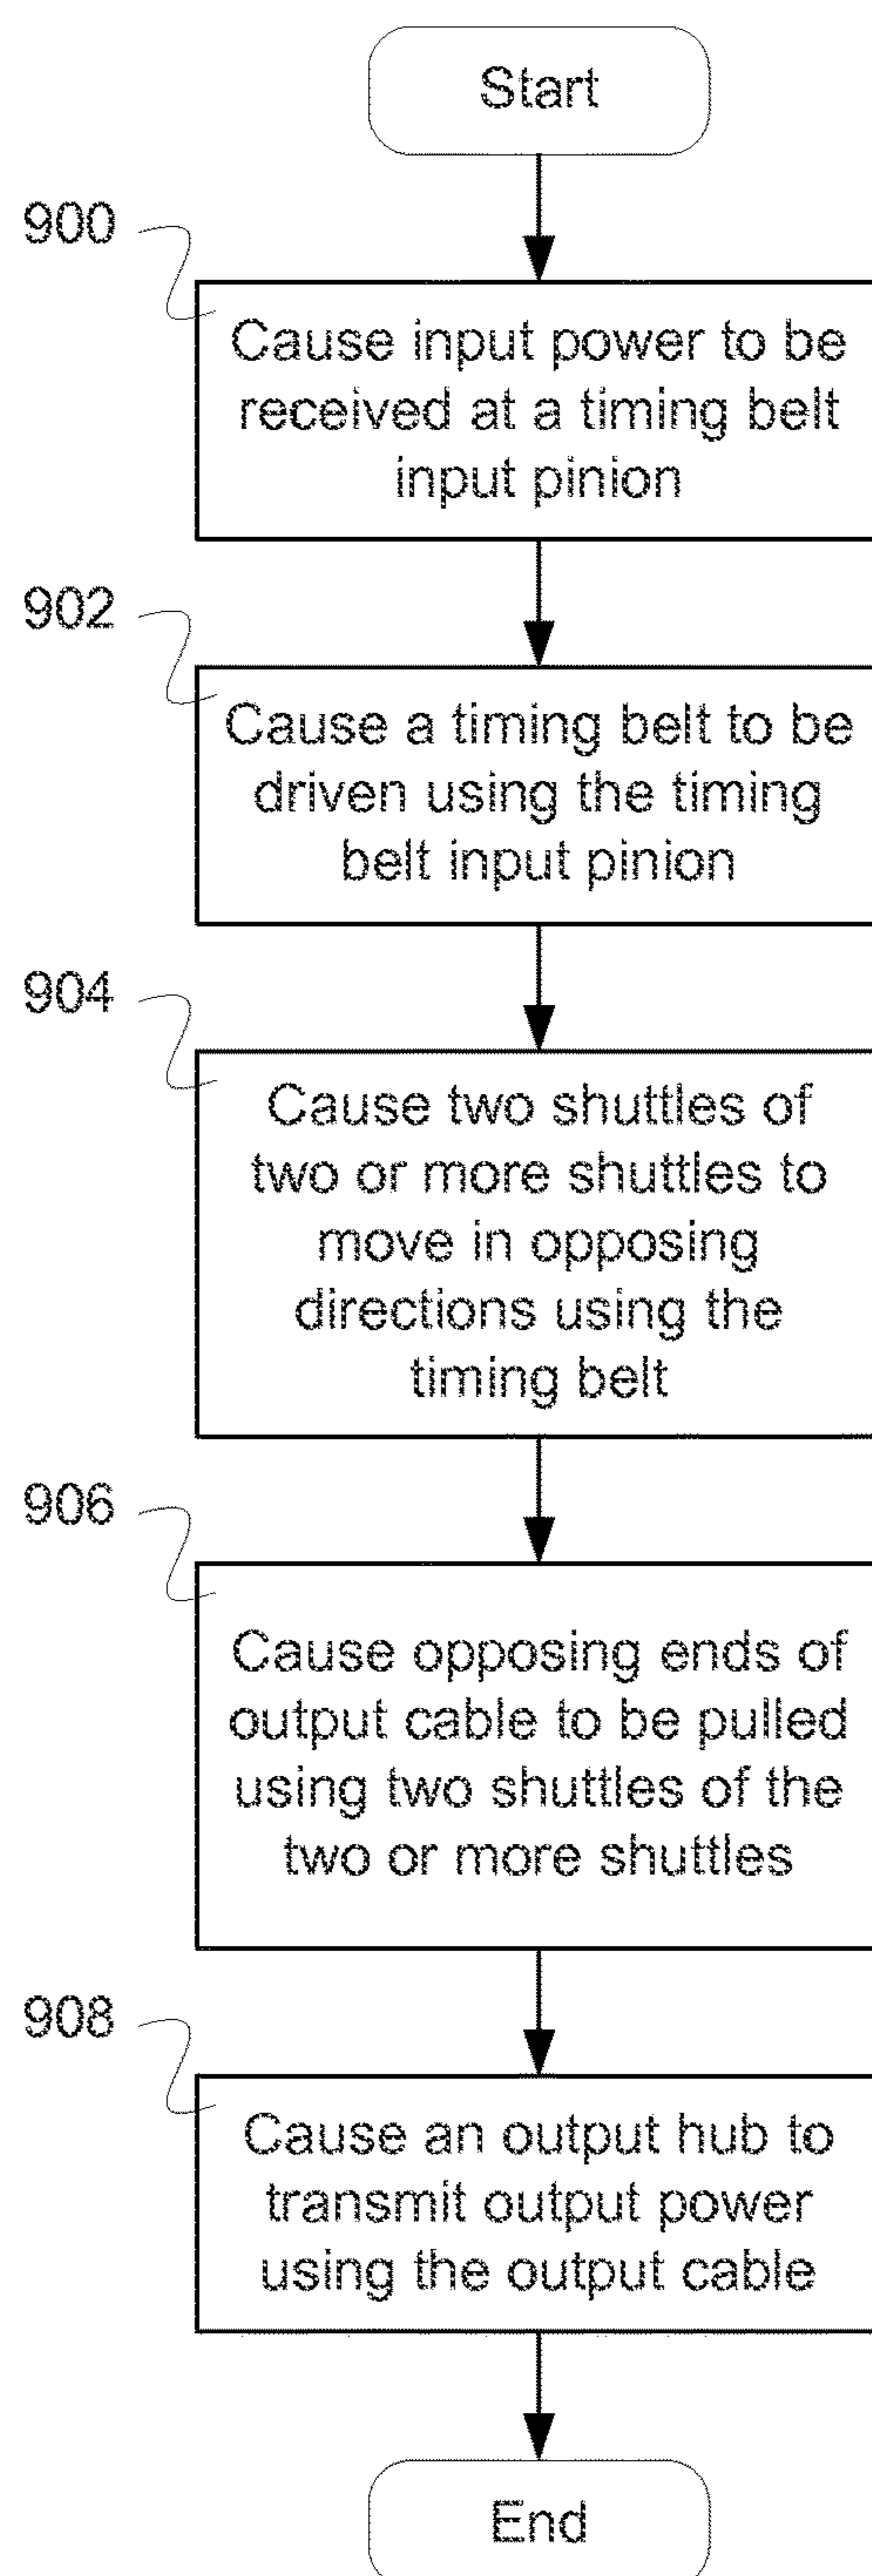 Start
900
Cause input power to be
received at a timing belt
input pinion
902
Cause a timing belt to be
driven using the timing
belt input pinion
904
Cause two shuttles of
two or more shuttles to
move in opposing
directions using the
timing belt
906
Cause opposing ends of
output cable to be pulled
using two shuttles of the
two or more shuttles
908
Cause an output hub to
transmit output power
using the output cable
End